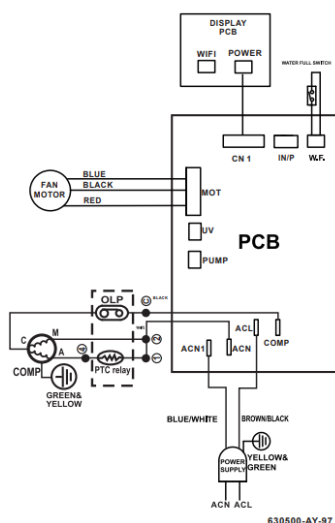 DISPLAY
PCB
WIFI POWER
WATER FULL SWITCH
CN 1 IN/P W.F.
BLUE
BLACK
RED
FAN
MOTOR
MOT
UV
PCB
PUMP
OLP
BLACK
ACL
COMP
ACN1 ACN
C M
A
COMP
PTC relay
GREEN&
YELLOW
BLUE/WHITE BROWN/BLACK
YELLOW&
GREEN
POWER
SUPPLY
ACN ACL
630500-AY-97